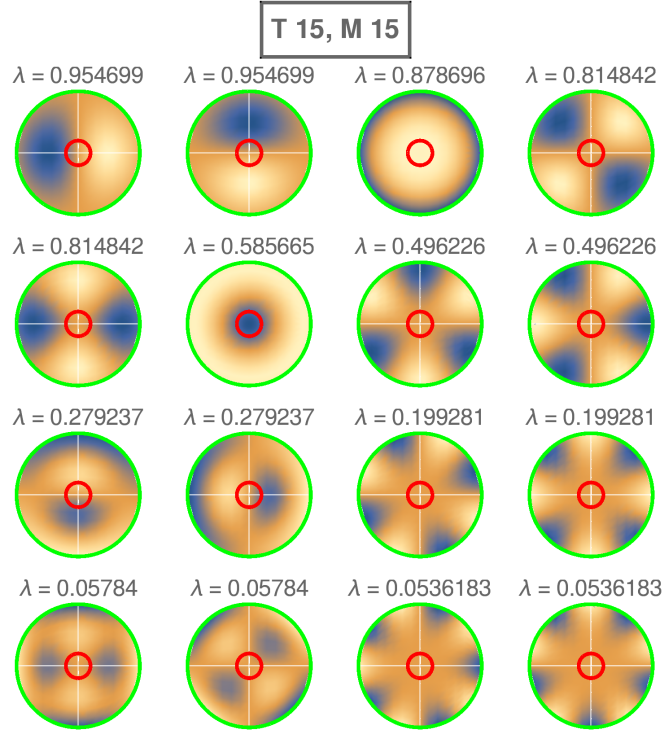 T 15, M 15
λ = 0.954699 λ = 0.954699 λ = 0.878696 λ = 0.814842
λ = 0.814842 λ = 0.585665 λ = 0.496226 λ = 0.496226
λ = 0.279237 λ = 0.279237 λ = 0.199281 λ = 0.199281
λ = 0.05784 λ = 0.05784 λ = 0.0536183 λ = 0.0536183